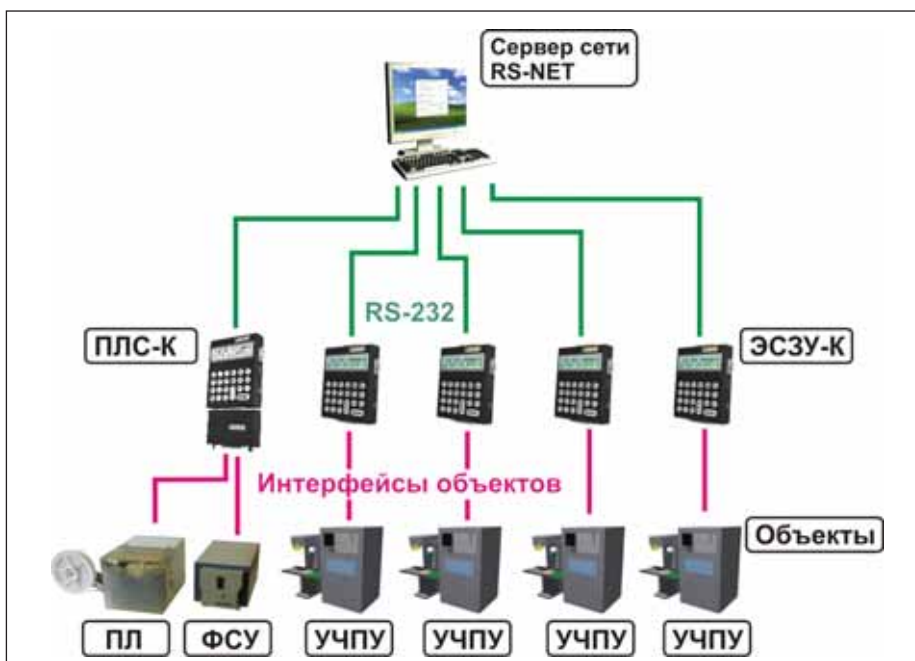 Сервер сети
RS-NET
RS-232
ПЛС-К
ЭСЗУ-К
Интерфейсы объектов
Объекты
ПЛ
ФСУ
УЧПУ
УЧПУ
УЧПУ
УЧПУ